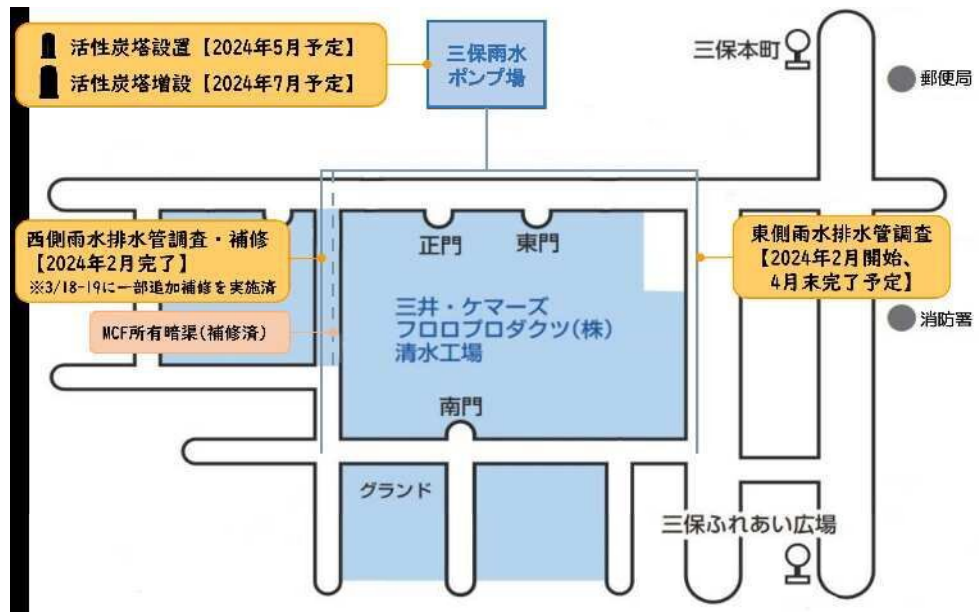 活性炭塔設置【2024年5月予定】
活性炭塔増設【2024年7月予定】
三保雨水
ポンプ場
三保本町
郵便局
西側雨水排水管調査・補修
【2024年2月完了】
※3/18-19に一部追加補修を実施済
正門
東門
東側雨水排水管調査
【2024年2月開始、
4月末完了予定】
MCF所有暗渠(補修済)
三井・ケマーズ
フロロプロダクツ(株)
清水工場
消防署
南門
グランド
三保ふれあい広場